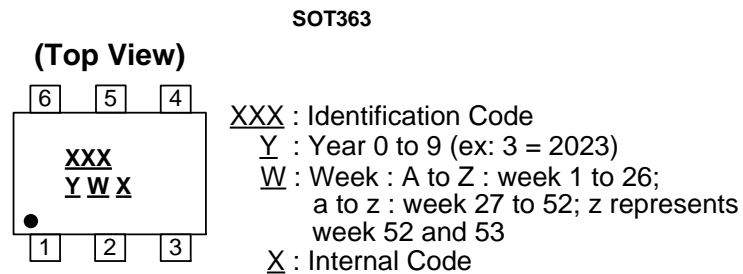 SOT363
(Top View)
6 5 4
XXX
Y W X
1 2 3
XXX : Identification Code
Y : Year 0 to 9 (ex: 3 = 2023)
W : Week : A to Z : week 1 to 26;
a to z : week 27 to 52; z represents
week 52 and 53
X : Internal Code